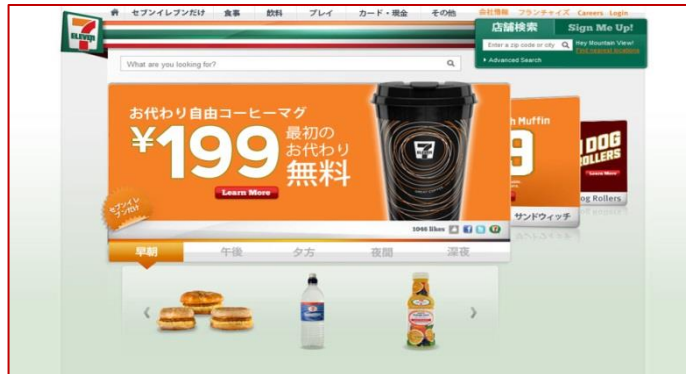 セブンイレブンだけ 食事 飲料 プレイ カード・現金 その他 会社情報 フランチャイズ Careers Login
7 ELEVEN
店舗検索 Sign Me Up!
Enter a zip code or city
Hey Mountain View!
Find nearest locations
Advanced Search
What are you looking for?
お代わり自由コーヒーマグ
¥199
最初の
お代わり
無料
Learn More
セブンイレ
ブンだけ
1046 likes
h Muffin
9
サンドウィッチ
DOG
ROLLERS
Learn More
og Rollers
早朝 午後 夕方 夜間 深夜